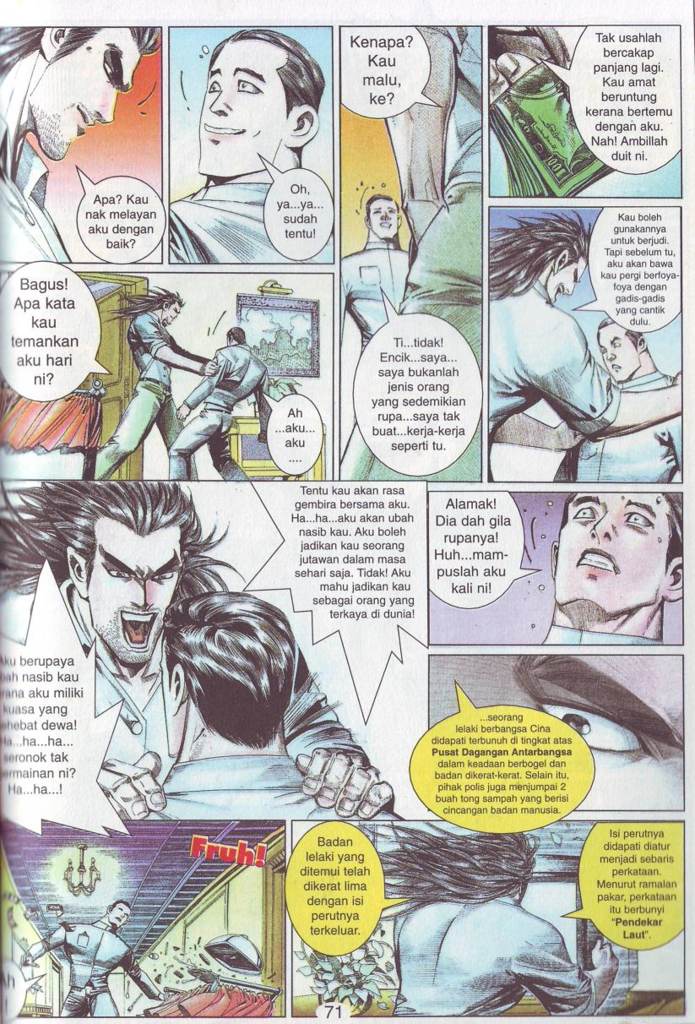 Apa? Kau
nak melayan
aku dengan
baik?
Oh,
ya...ya...
sudah
tentu!
Kenapa?
Kau
malu,
ke?
Ti...tidak!
Encik...saya...
saya bukanlah
jenis orang
yang sedemikian
rupa...saya tak
buat...kerja-kerja
seperti tu.
Tak usahlah
bercakap
panjang lagi.
Kau amat
beruntung
kerana bertemu
dengan aku.
Nah! Ambillah
duit ni.
100
Kau boleh
gunakannya
untuk berjudi.
Tapi sebelum tu,
aku akan bawa
kau pergi berfoya-
foya dengan
gadis-gadis
yang cantik
dulu.
Bagus!
Apa kata
kau
temankan
aku hari
ni?
Ah
...aku...
aku
....
Tentu kau akan rasa
gembira bersama aku.
Ha...ha...aku akan ubah
nasib kau. Aku boleh
jadikan kau seorang
jutawan dalam masa
sehari saja. Tidak! Aku
mahu jadikan kau
sebagai orang yang
terkaya di dunia!
Aku berupaya
nasib kau
aku miliki
kuasa yang
hebat dewa!
...ha...ha...
seronok tak
permainan ni?
Ha...ha...!
Alamak!
Dia dah gila
rupanya!
Huh...mam-
puslah aku
kali ni!
...seorang
lelaki berbangsa Cina
didapati terbunuh di tingkat atas
Pusat Dagangan Antarbangsa
dalam keadaan berbogel dan
badan dikerat-kerat. Selain itu,
pihak polis juga menjumpai 2
buah tong sampah yang berisi
cincangan badan manusia.
Fruh!
Ah
!
Badan
lelaki yang
ditemui telah
dikerat lima
dengan isi
perutnya
terkeluar.
Isi perutnya
didapati diatur
menjadi sebaris
perkataan.
Menurut ramalan
pakar, perkataan
itu berbunyi
"Pendekar
Laut".
71